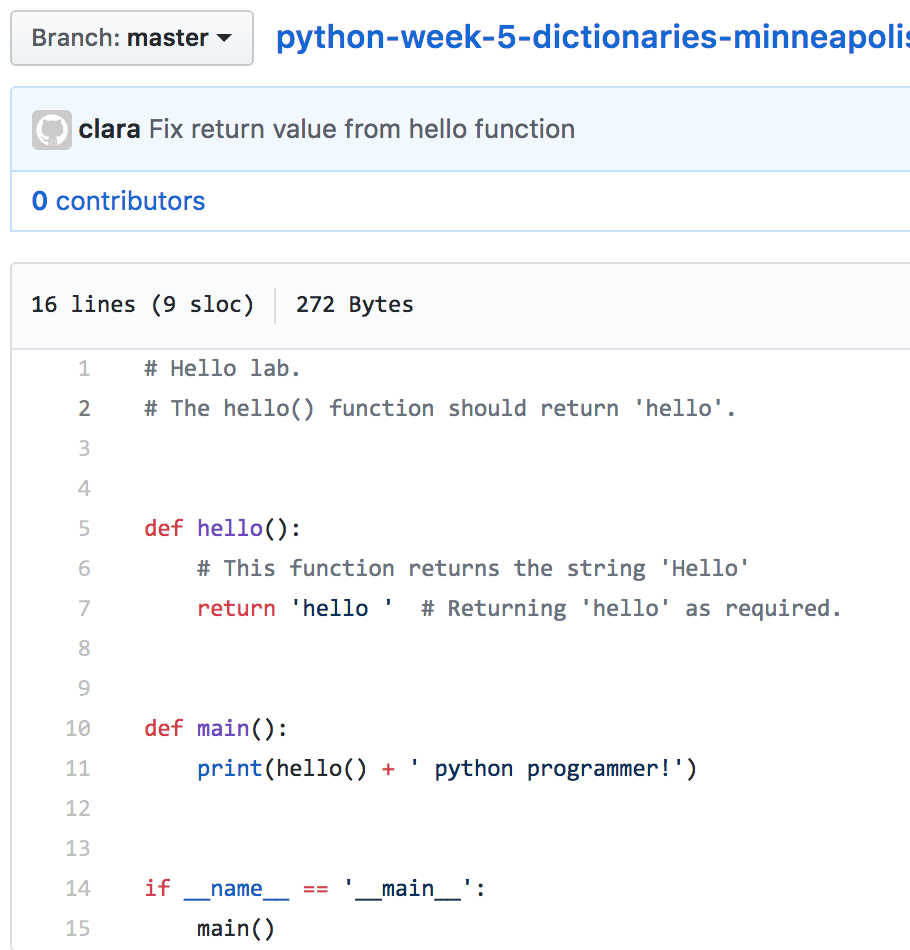 Branch: master python-week-5-dictionaries-minneapolis
clara Fix return value from hello function
0 contributors
16 lines (9 sloc) 272 Bytes
1 # Hello lab.
2 # The hello() function should return 'hello'.
3
4
5 def hello():
6     # This function returns the string 'Hello'
7     return 'hello '  # Returning 'hello' as required.
8
9
10 def main():
11     print(hello() + ' python programmer!')
12
13
14 if __name__ == '__main__':
15     main()